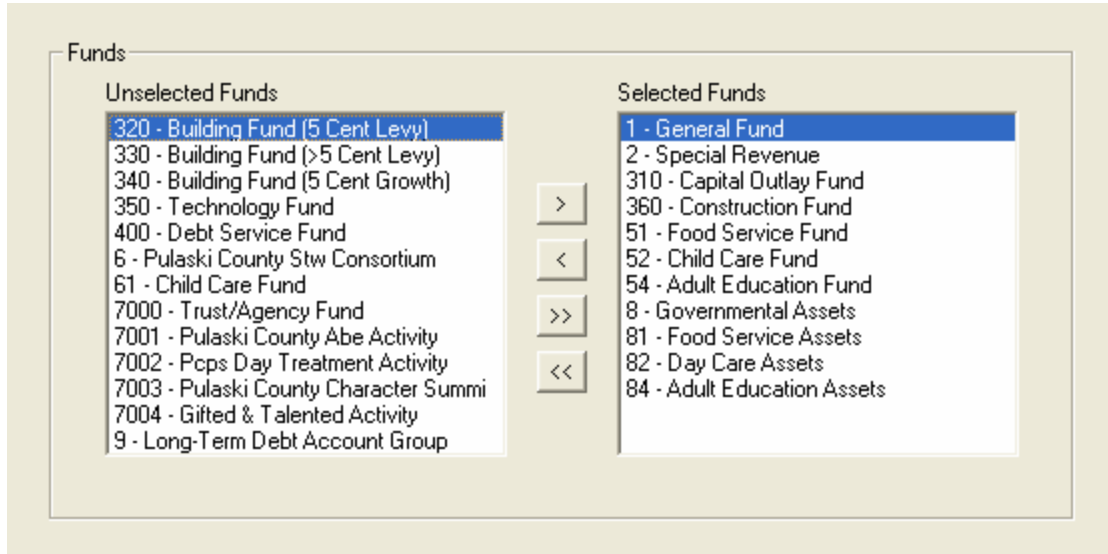 Funds
Unselected Funds
320 - Building Fund (5 Cent Levy)
330 - Building Fund (>5 Cent Levy)
340 - Building Fund (5 Cent Growth)
350 - Technology Fund
400 - Debt Service Fund
6 - Pulaski County Stw Consortium
61 - Child Care Fund
7000 - Trust/Agency Fund
7001 - Pulaski County Abe Activity
7002 - Pcps Day Treatment Activity
7003 - Pulaski County Character Summi
7004 - Gifted & Talented Activity
9 - Long-Term Debt Account Group
>
<
>>
<<
Selected Funds
1 - General Fund
2 - Special Revenue
310 - Capital Outlay Fund
360 - Construction Fund
51 - Food Service Fund
52 - Child Care Fund
54 - Adult Education Fund
8 - Governmental Assets
81 - Food Service Assets
82 - Day Care Assets
84 - Adult Education Assets